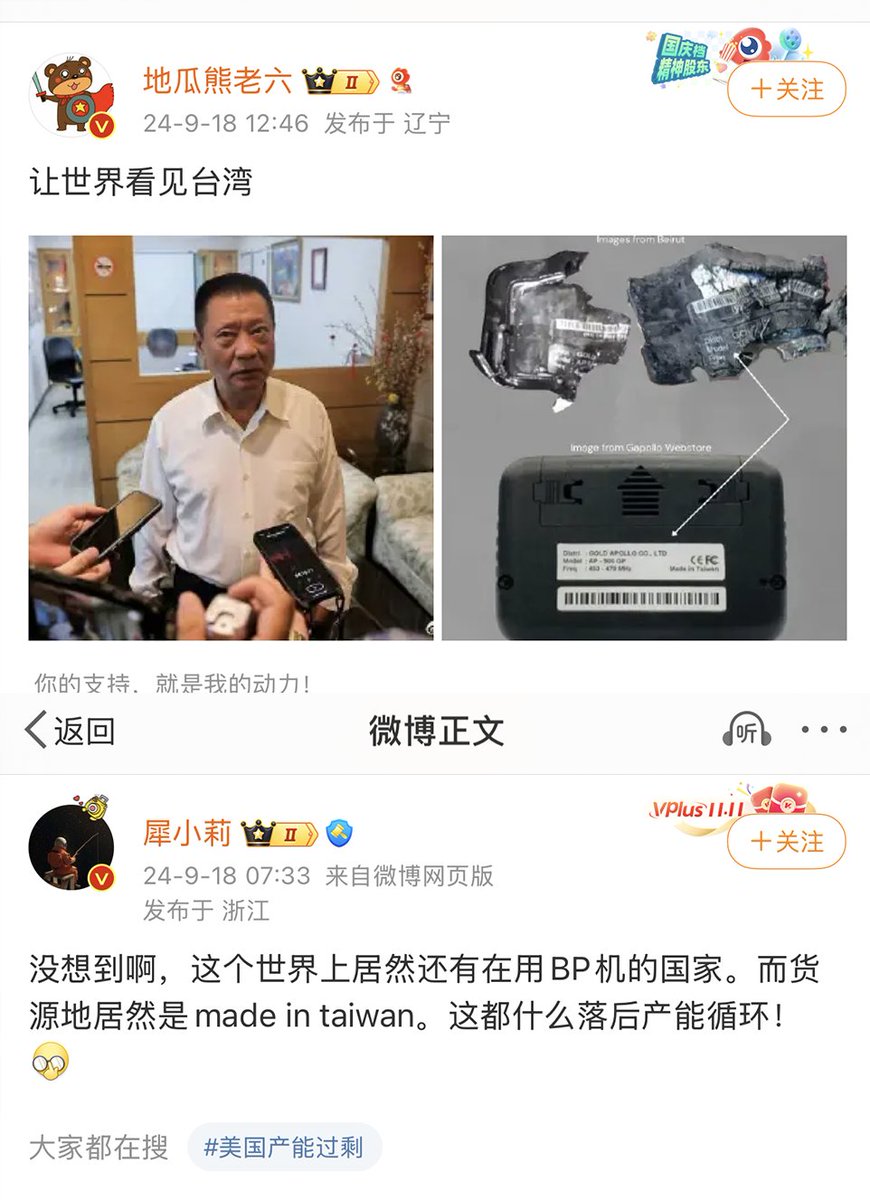 国庆档
精神股东
地瓜熊老六
II
+关注
24-9-18 12:46 发布于 辽宁
让世界看见台湾
Images from Beirut
Image from Gapollo Webstore
Distri. : GOLD APOLLO CO., LTD
Model : AP - 900 GP
Freq : 450 - 470 MHz
Made in Taiwan
你的支持，就是我的动力！
返回
微博正文
听
犀小莉
II
VPlus 11.11
+关注
24-9-18 07:33 来自微博网页版
发布于 浙江
没想到啊，这个世界上居然还有在用BP机的国家。而货
源地居然是made in taiwan。这都什么落后产能循环！
大家都在搜
#美国产能过剩